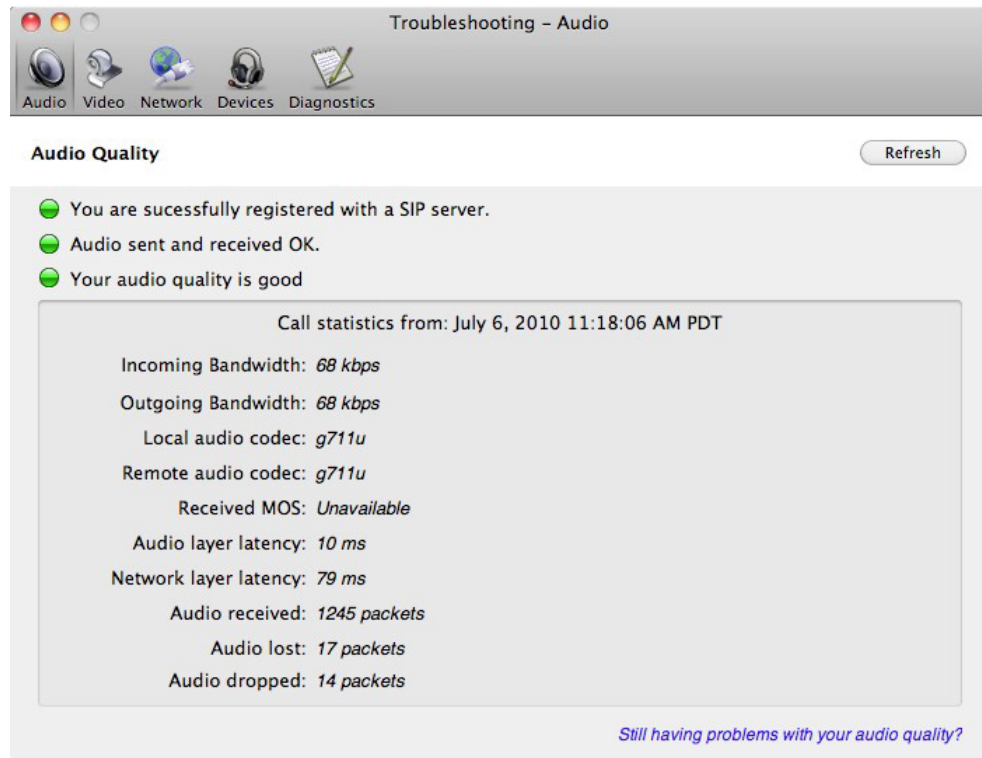 Troubleshooting – Audio
Audio Video Network Devices Diagnostics
Audio Quality
Refresh
You are sucessfully registered with a SIP server.
Audio sent and received OK.
Your audio quality is good
Call statistics from: July 6, 2010 11:18:06 AM PDT
Incoming Bandwidth: 68 kbps
Outgoing Bandwidth: 68 kbps
Local audio codec: g711u
Remote audio codec: g711u
Received MOS: Unavailable
Audio layer latency: 10 ms
Network layer latency: 79 ms
Audio received: 1245 packets
Audio lost: 17 packets
Audio dropped: 14 packets
Still having problems with your audio quality?